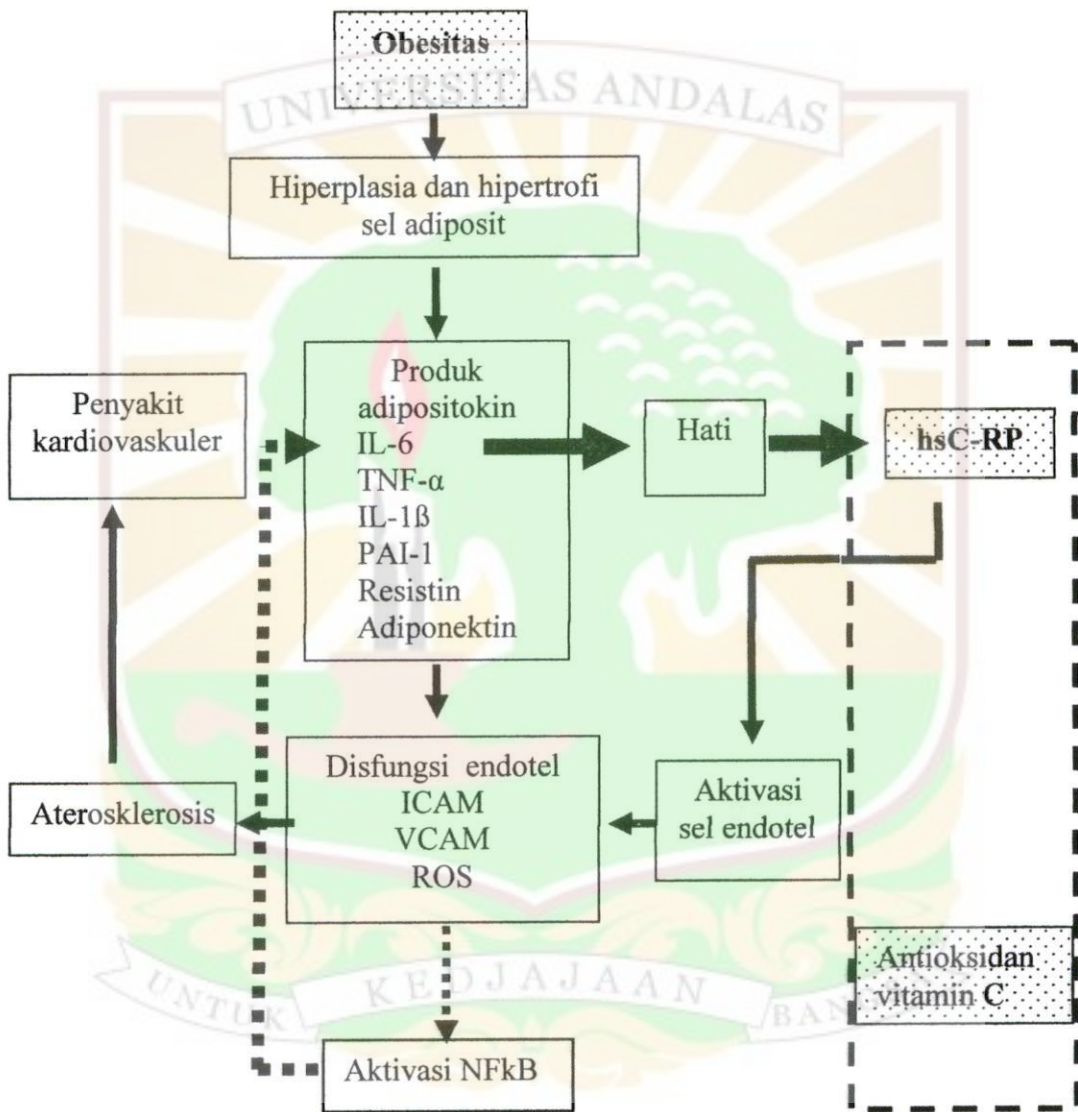 Obesitas
UNIVERSITAS ANDALAS
Hiperplasia dan hipertrofi
sel adiposit
Produk
adipositokin
IL-6
TNF-α
IL-1ß
PAI-1
Resistin
Adiponektin
Hati
hsC-RP
Penyakit
kardiovaskuler
Disfungsi endotel
ICAM
VCAM
ROS
Aktivasi
sel endotel
Aterosklerosis
Antioksidan
vitamin C
UNTUK KEDJAJAAN
Aktivasi NFkB